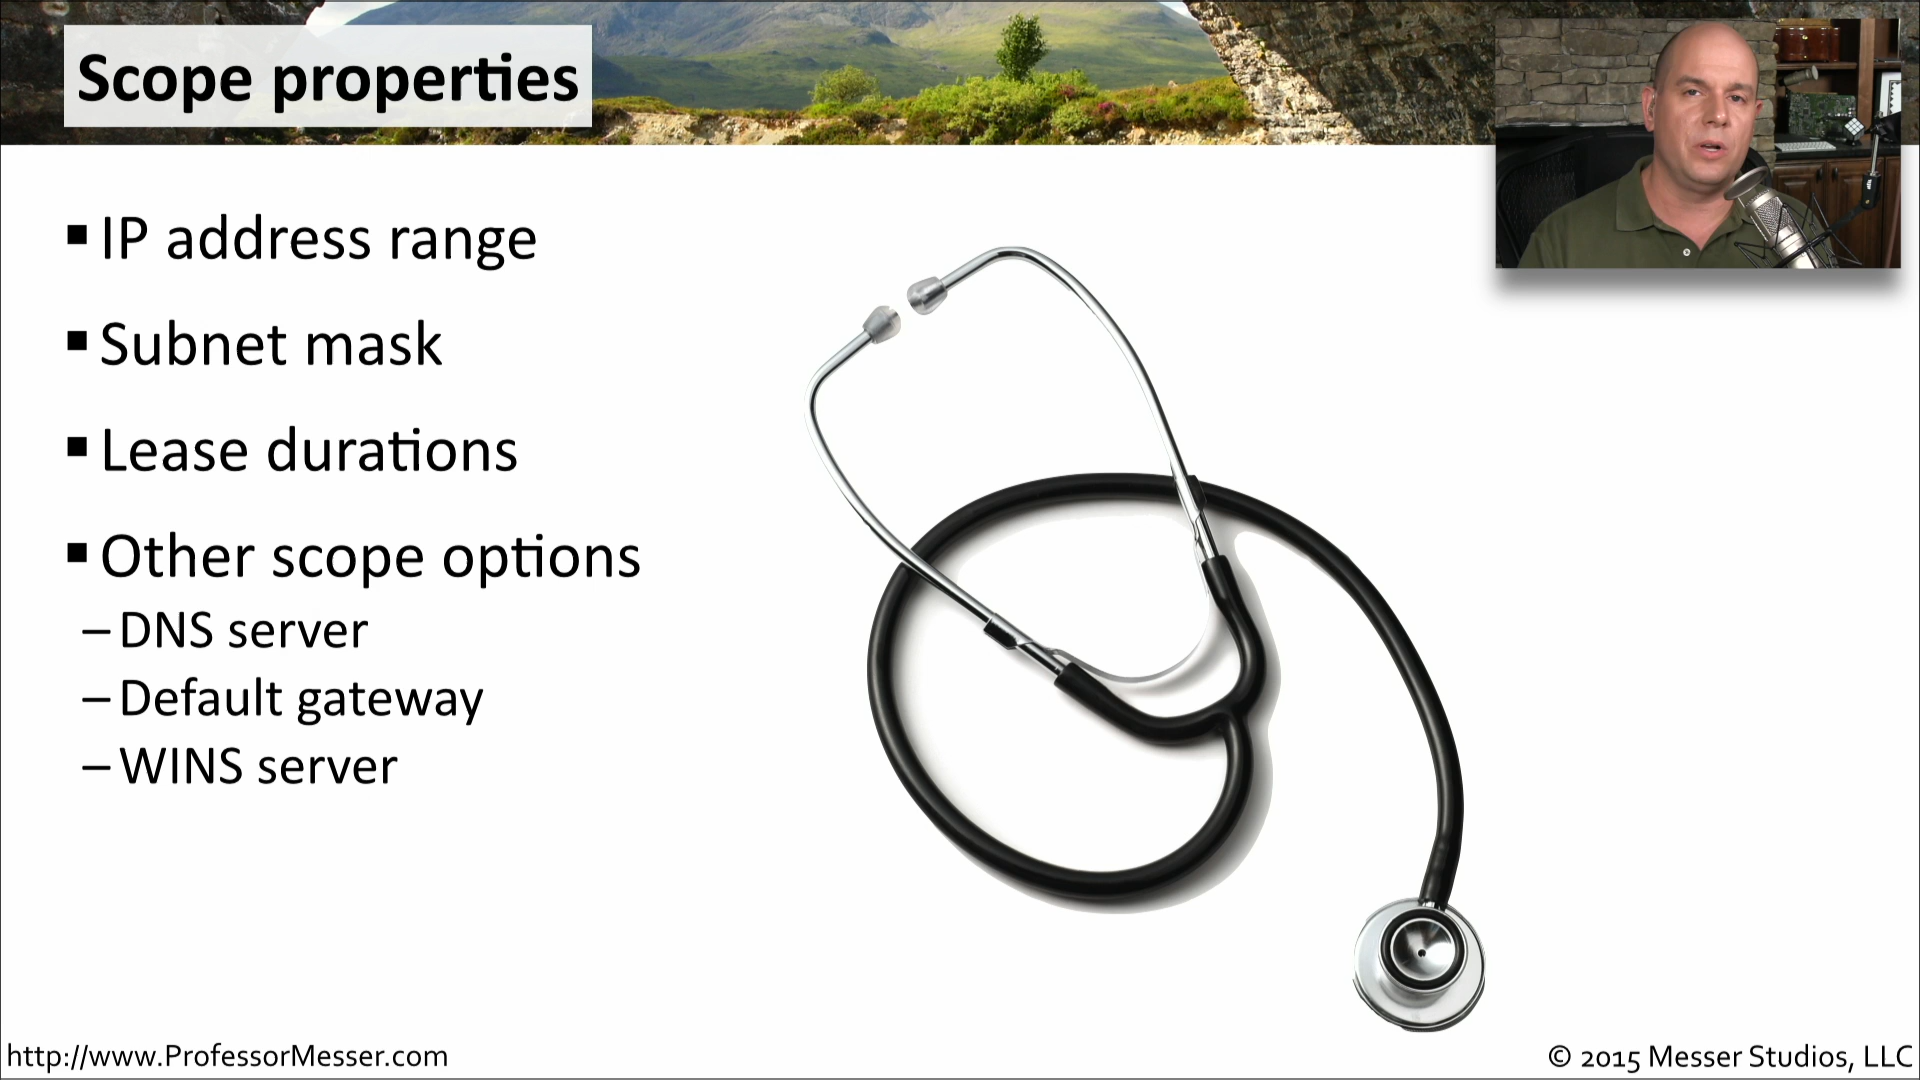 Scope properties
▪ IP address range
▪ Subnet mask
▪ Lease durations
▪ Other scope options
– DNS server
– Default gateway
– WINS server
http://www.ProfessorMesser.com
© 2015 Messer Studios, LLC